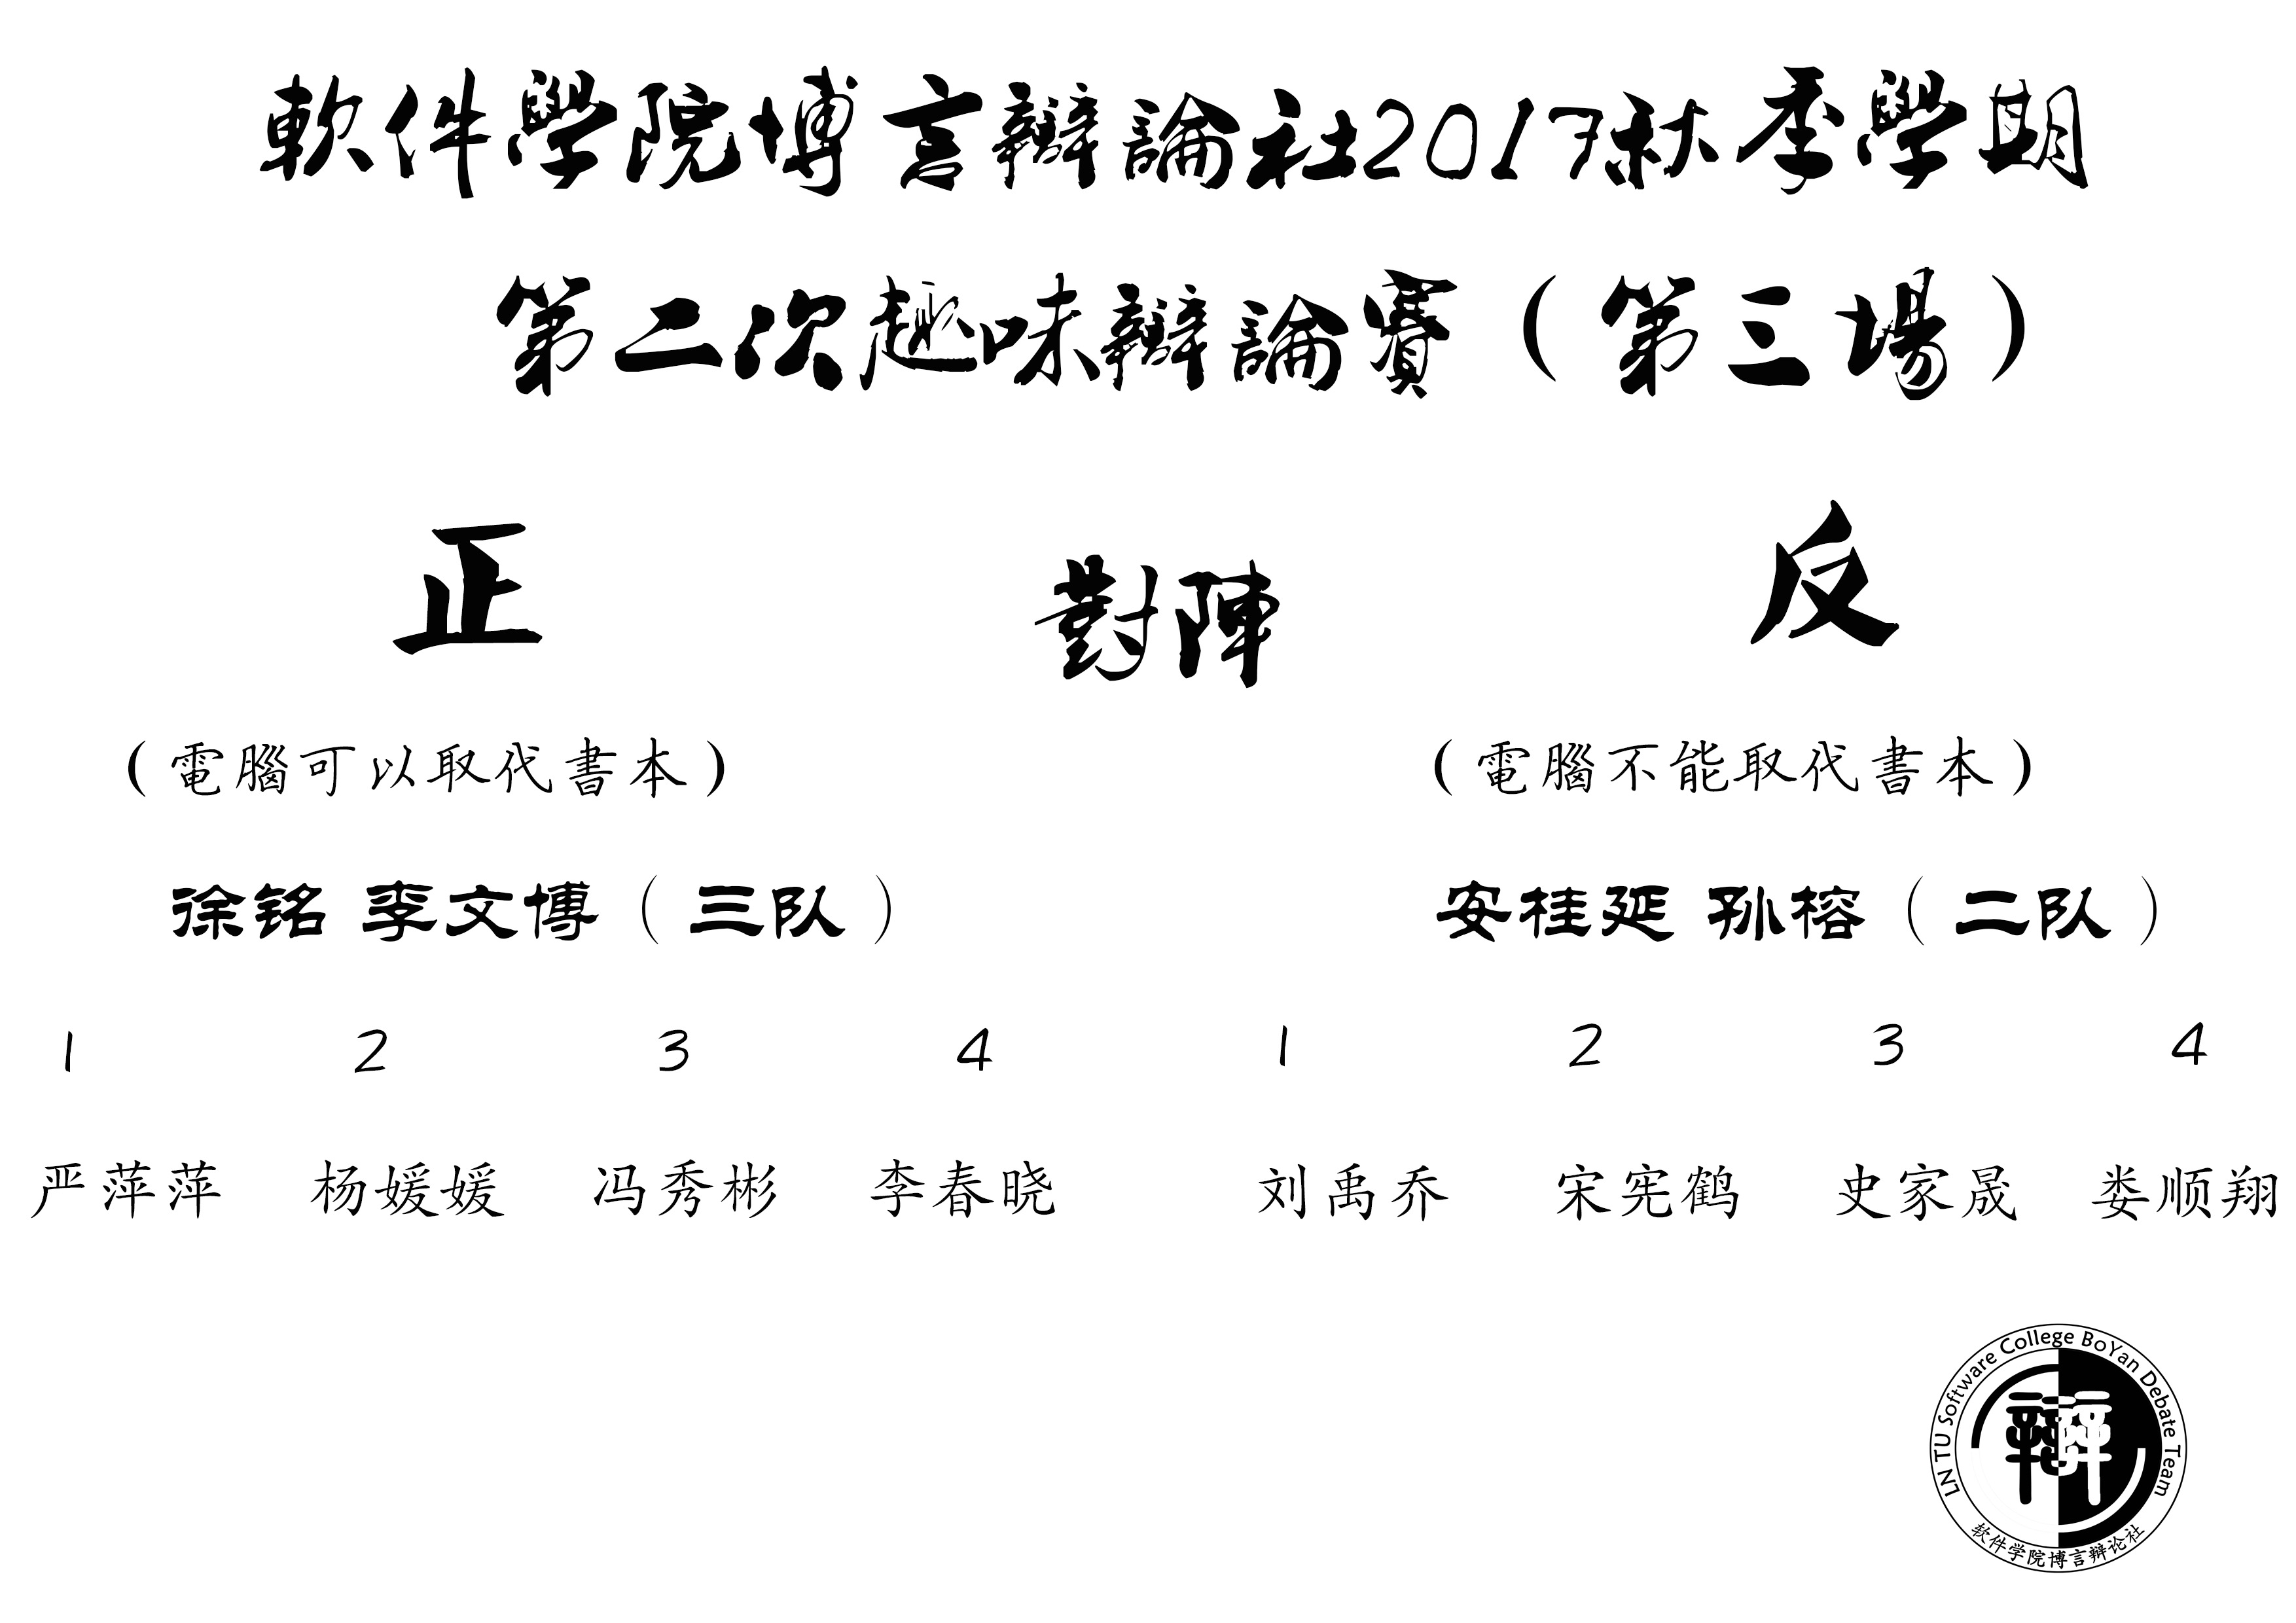 軟件學院博言辯論社2017秋季學期
第二次趣味辯論賽（第三場）
正 對陣 反
（電腦可以取代書本） （電腦不能取代書本）
徐铭 李文博（三队） 安桂延 孙榕（二队）
1 2 3 4 1 2 3 4
严萍萍 杨媛媛 冯秀彬 李春晓 刘禹乔 宋宪鹤 史家晟 娄顺翔
LN TU Software College BoYan Debate Team
辩
软件学院博言辩论社